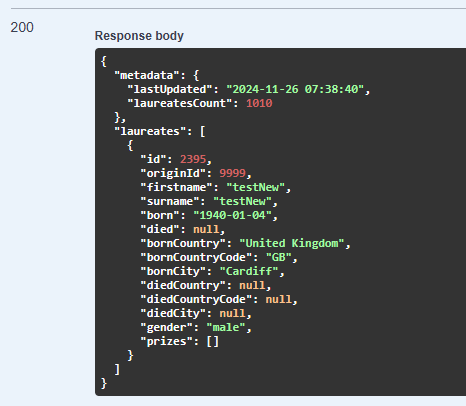 200
Response body
{
  "metadata": {
    "lastUpdated": "2024-11-26 07:38:40",
    "laureatesCount": 1010
  },
  "laureates": [
    {
      "id": 2395,
      "originId": 9999,
      "firstname": "testNew",
      "surname": "testNew",
      "born": "1940-01-04",
      "died": null,
      "bornCountry": "United Kingdom",
      "bornCountryCode": "GB",
      "bornCity": "Cardiff",
      "diedCountry": null,
      "diedCountryCode": null,
      "diedCity": null,
      "gender": "male",
      "prizes": []
    }
  ]
}